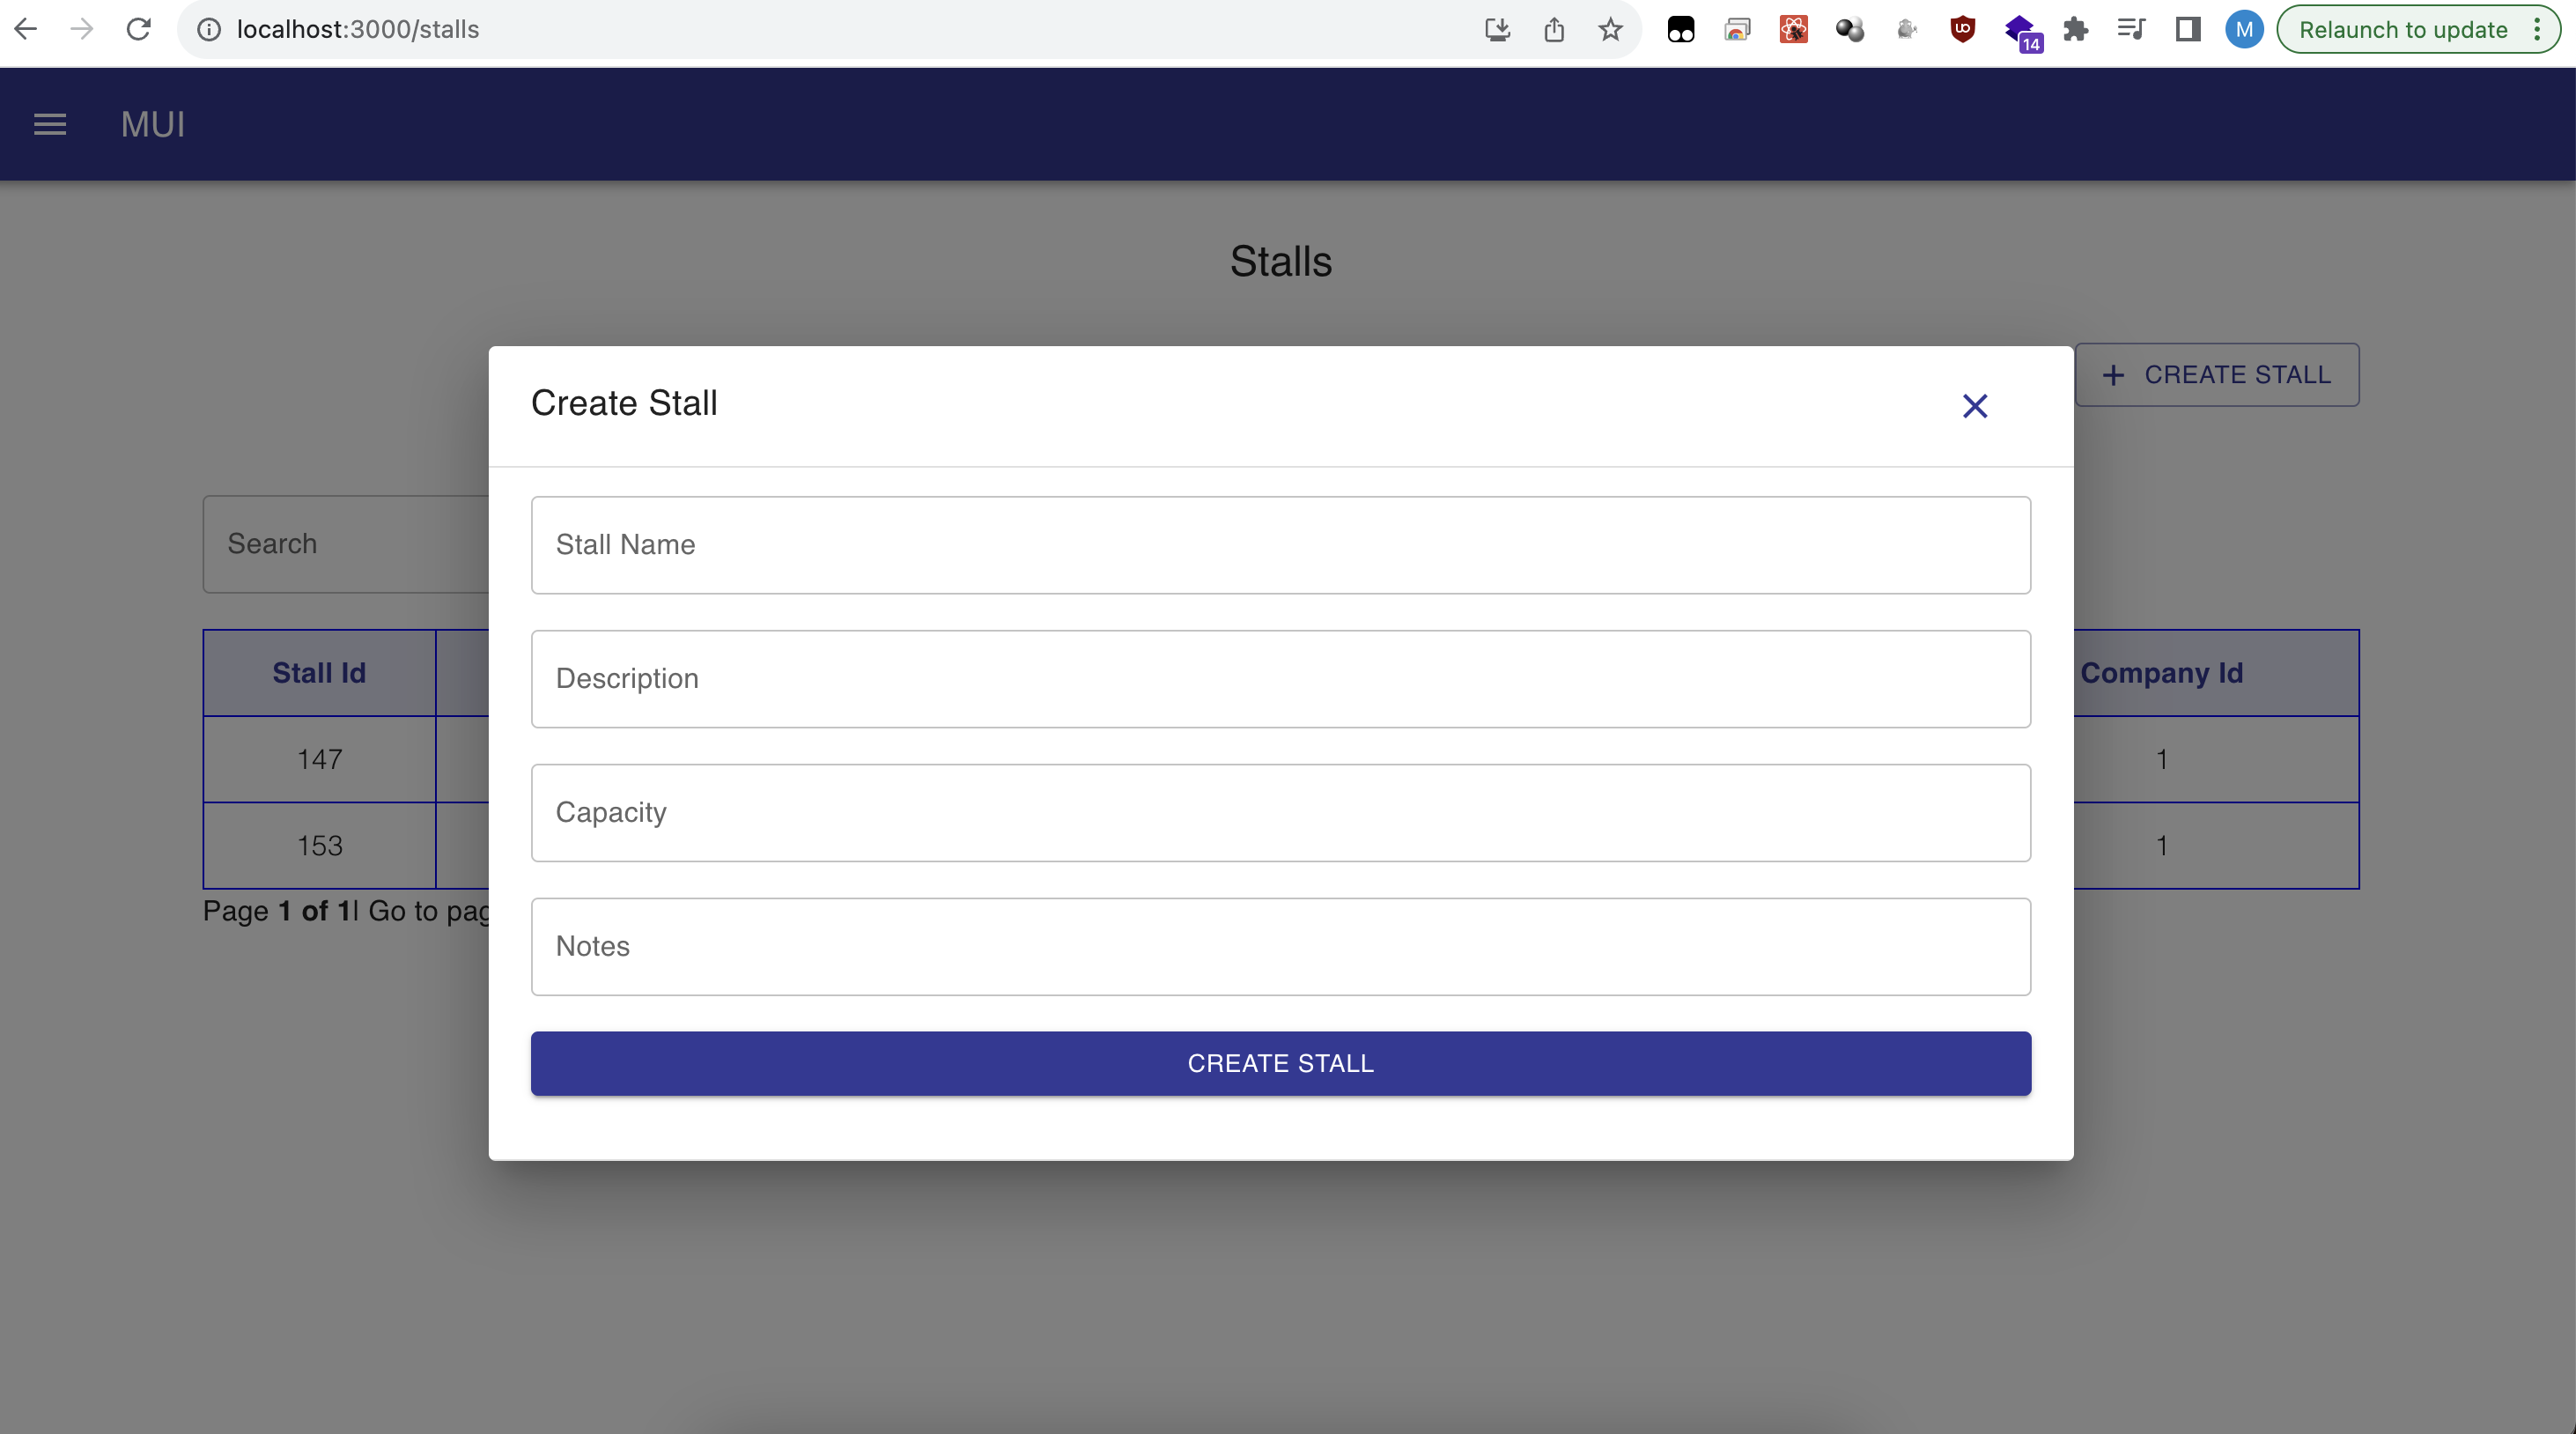 localhost:3000/stalls
14
M
Relaunch to update
MUI
Stalls
Create Stall
CREATE STALL
Search
Stall Name
Description
Stall Id
Company Id
147
Capacity
1
153
1
Page 1 of 1| Go to pag
Notes
CREATE STALL